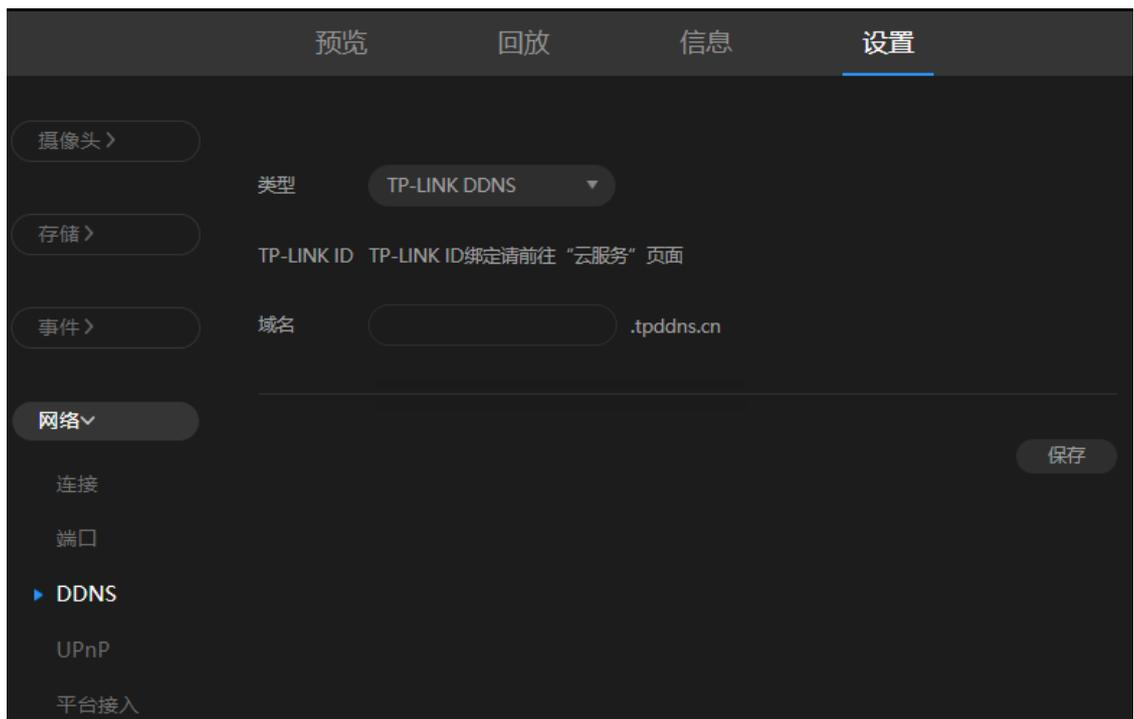 预览 回放 信息 设置
摄像头
类型 TP-LINK DDNS
存储
TP-LINK ID TP-LINK ID绑定请前往“云服务”页面
事件
域名 .tpddns.cn
网络
保存
连接
端口
DDNS
UPnP
平台接入